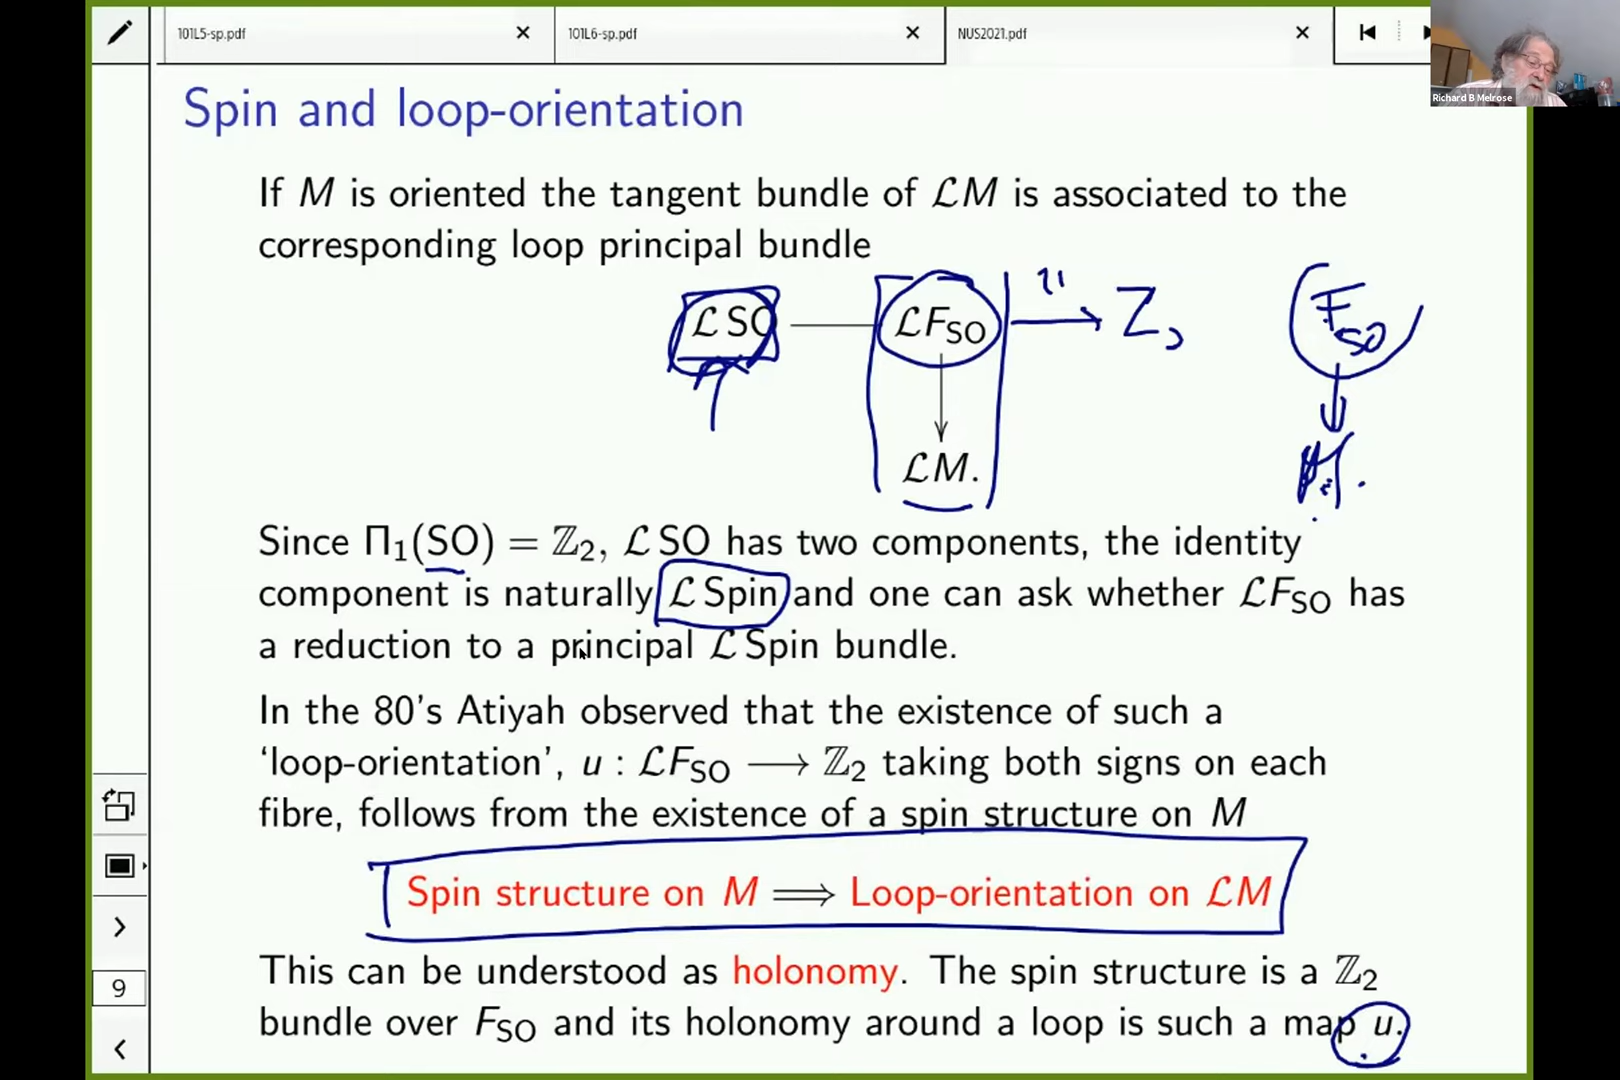 101L5-sp.pdf
101L6-sp.pdf
NUS2021.pdf
Richard B Melrose
Spin and loop-orientation
If M is oriented the tangent bundle of ℒM is associated to the
corresponding loop principal bundle
ℒ SO
ℒF_SO
u
Z₂
F_SO
ℒM.
M.
Since Π₁(SO) = ℤ₂, ℒ SO has two components, the identity
component is naturally ℒ Spin and one can ask whether ℒF_SO has
a reduction to a principal ℒ Spin bundle.
In the 80's Atiyah observed that the existence of such a
‘loop-orientation’, u : ℒF_SO ⟶ ℤ₂ taking both signs on each
fibre, follows from the existence of a spin structure on M
Spin structure on M ⟹ Loop-orientation on ℒM
This can be understood as holonomy. The spin structure is a ℤ₂
bundle over F_SO and its holonomy around a loop is such a map u.
9